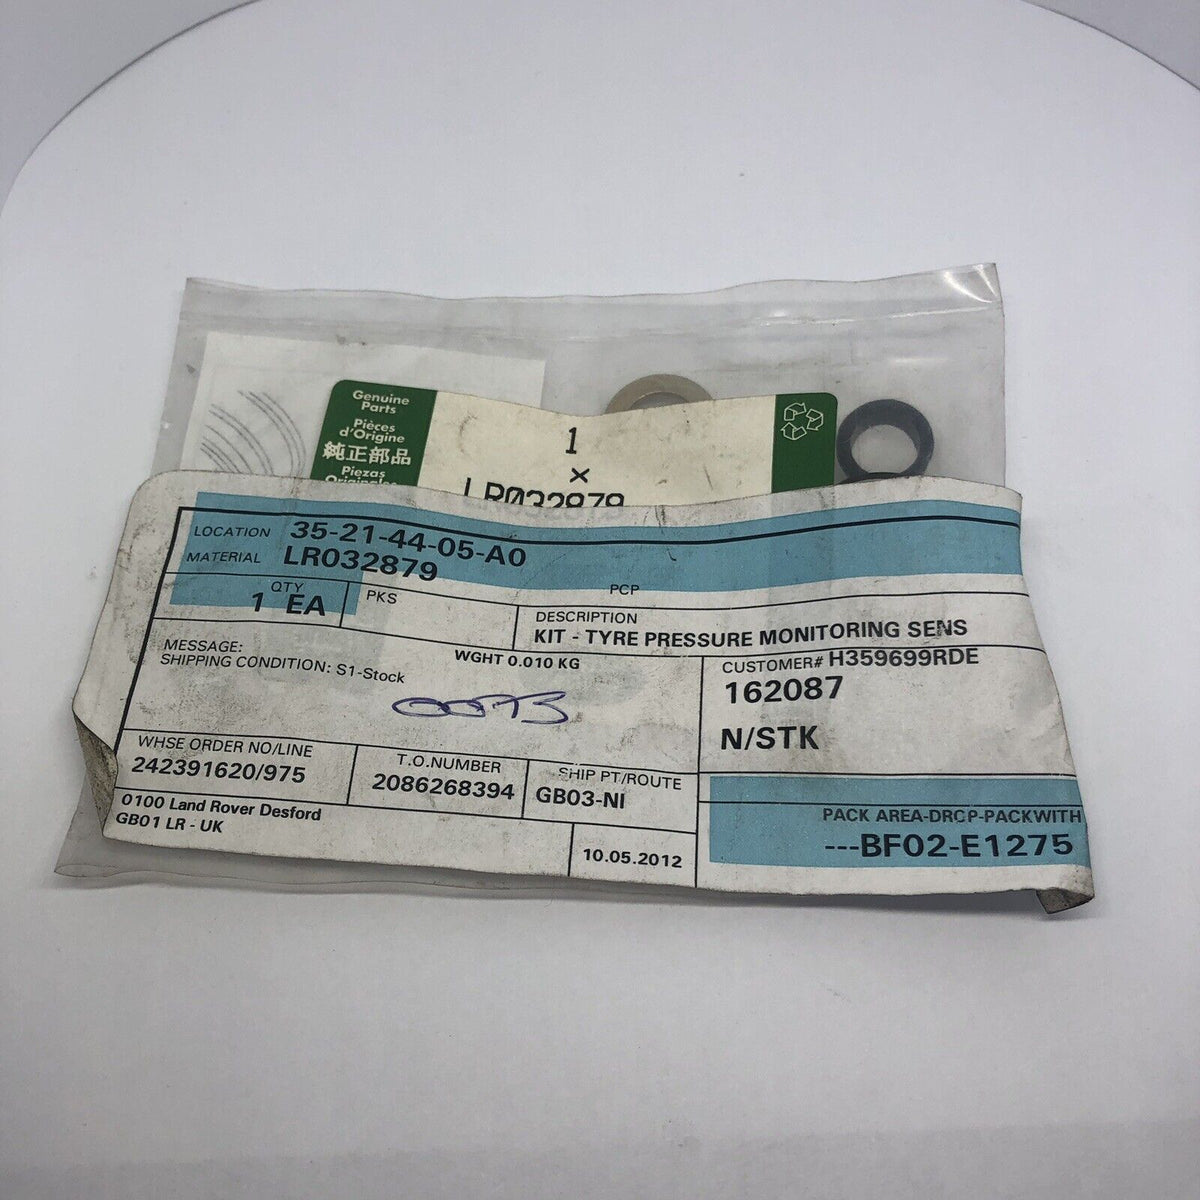 Genuine
Parts
Pièces
d'Origine
純正部品
Piezas
Originales
1
×
LR032879
LOCATION 35-21-44-05-A0
MATERIAL LR032879
PCP
QTY
1 EA
PKS
DESCRIPTION
KIT - TYRE PRESSURE MONITORING SENS
MESSAGE:
SHIPPING CONDITION: S1-Stock
WGHT 0.010 KG
CUSTOMER# H359699RDE
162087
N/STK
WHSE ORDER NO/LINE
242391620/975
T.O.NUMBER
2086268394
SHIP PT/ROUTE
GB03-NI
0100 Land Rover Desford
GB01 LR - UK
10.05.2012
PACK AREA-DROP-PACKWITH
---BF02-E1275